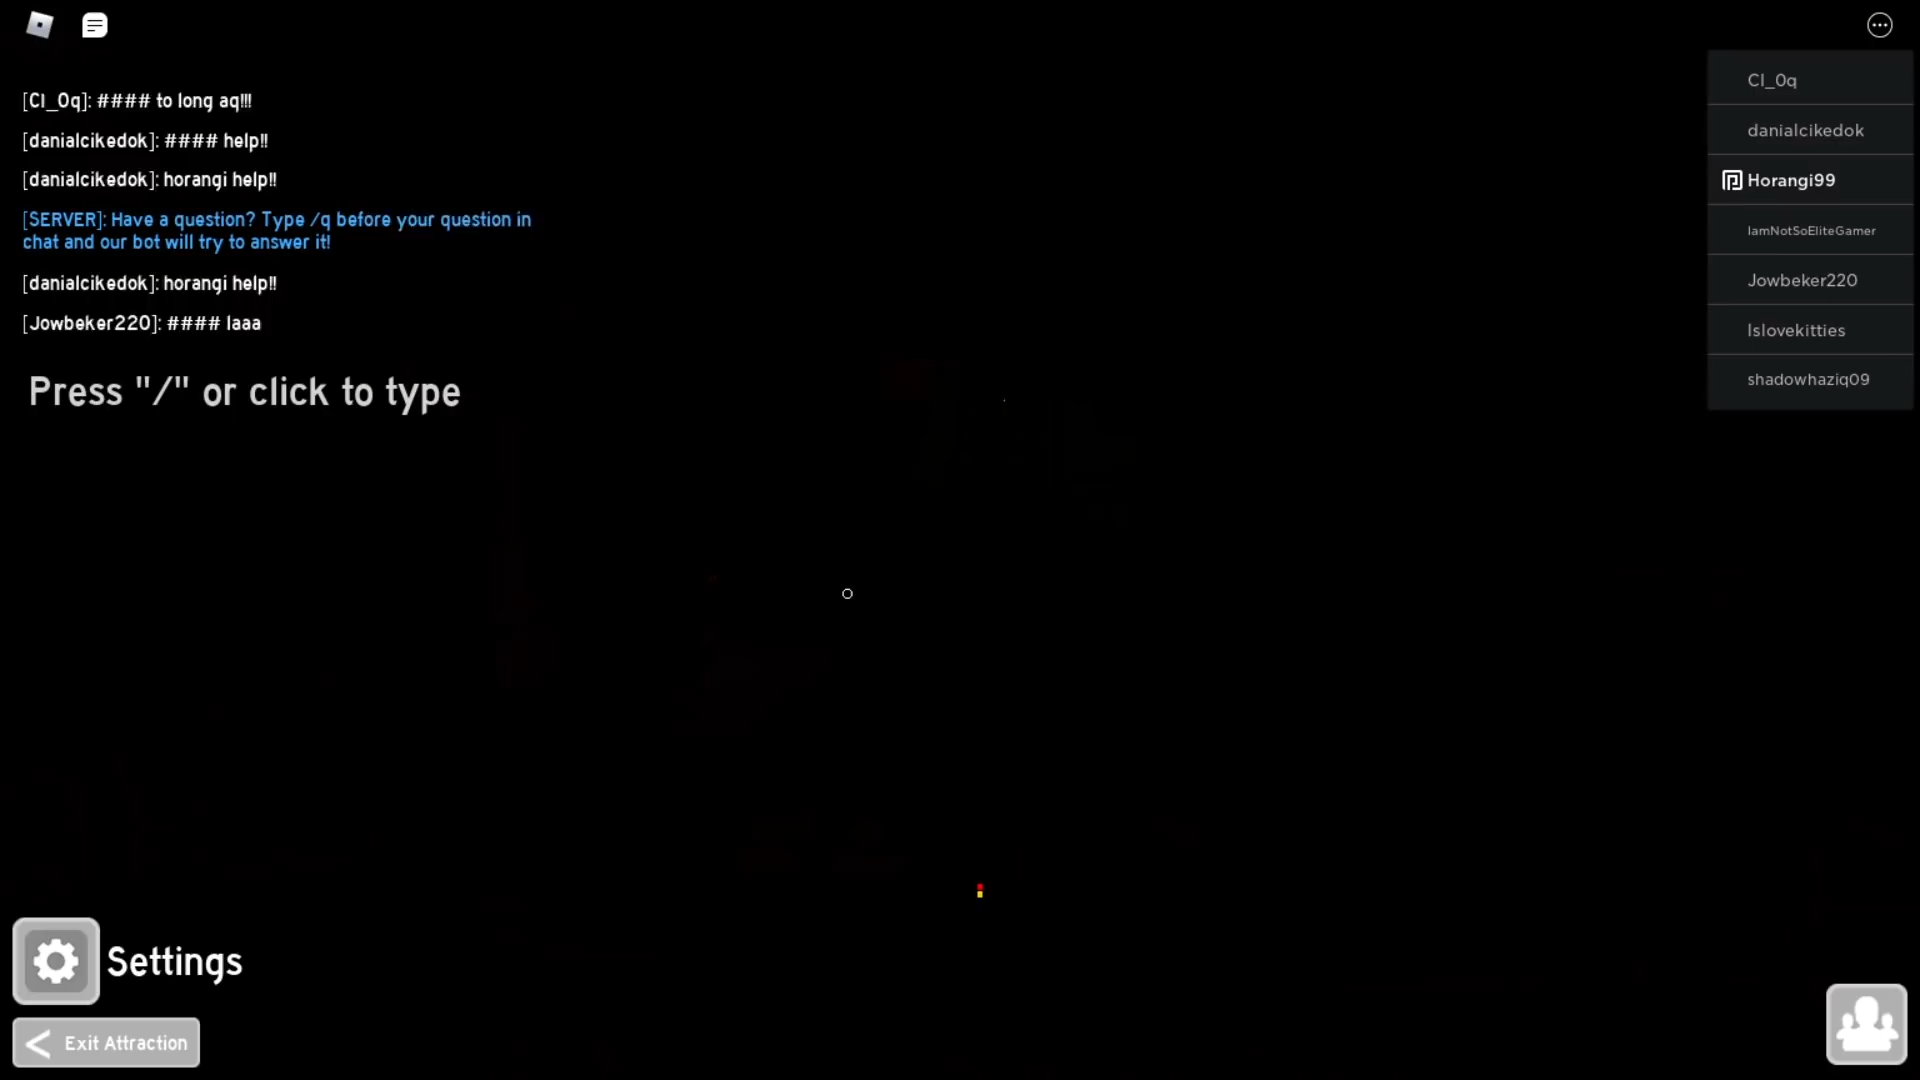 [CI_0q]: #### to long aq!!!
[danialcikedok]: #### help!!
[danialcikedok]: horangi help!!
[SERVER]: Have a question? Type /q before your question in
chat and our bot will try to answer it!
[danialcikedok]: horangi help!!
[Jowbeker220]: #### laaa
Press "/" or click to type
CI_0q
danialcikedok
Horangi99
IamNotSoEliteGamer
Jowbeker220
Islovekitties
shadowhaziq09
Settings
Exit Attraction